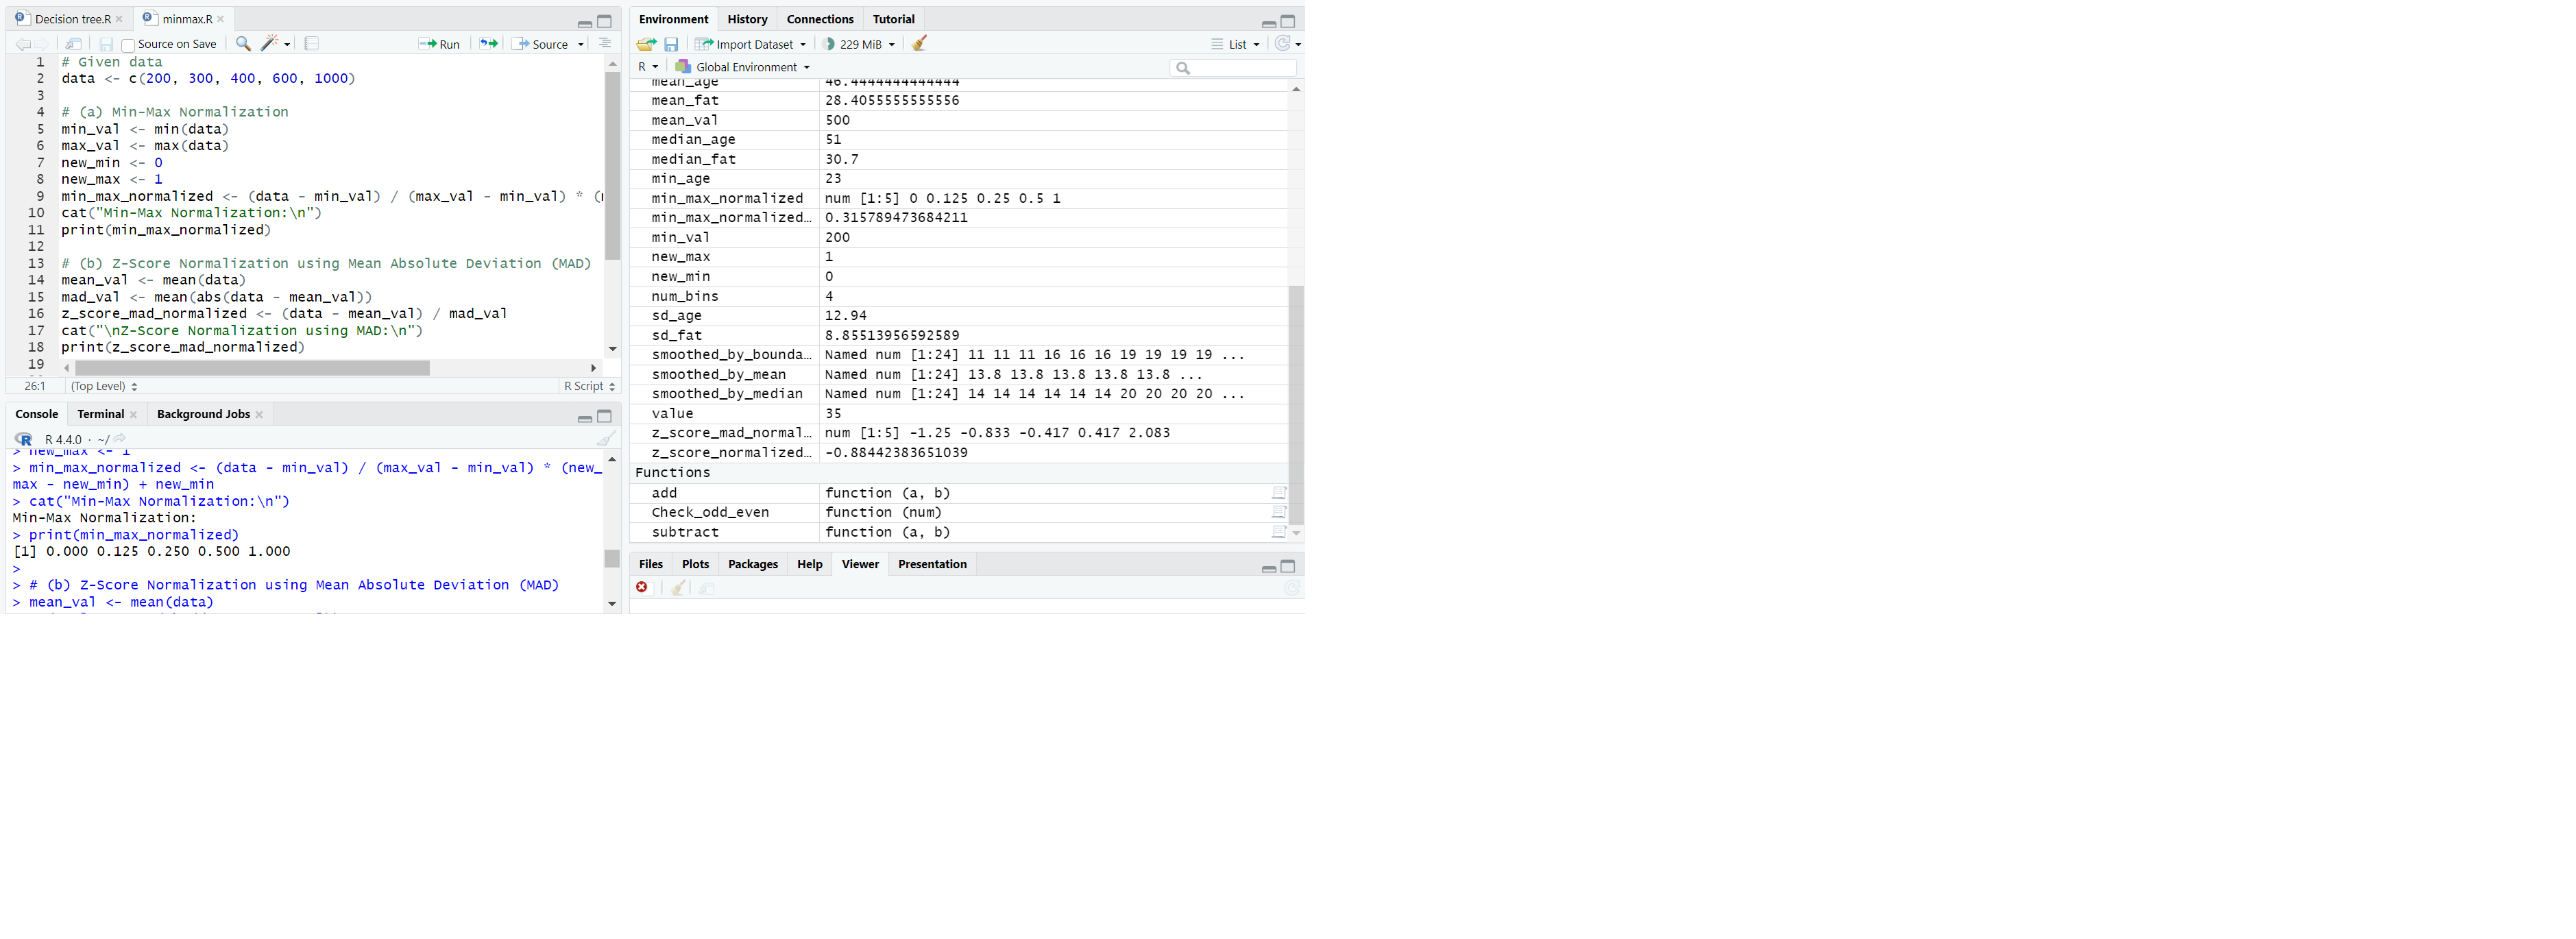 Decision tree.R
minmax.R
Source on Save
Run
Source
1 # Given data
2 data <- c(200, 300, 400, 600, 1000)
3
4 # (a) Min-Max Normalization
5 min_val <- min(data)
6 max_val <- max(data)
7 new_min <- 0
8 new_max <- 1
9 min_max_normalized <- (data - min_val) / (max_val - min_val) * (
10 cat("Min-Max Normalization:\n")
11 print(min_max_normalized)
12
13 # (b) Z-Score Normalization using Mean Absolute Deviation (MAD)
14 mean_val <- mean(data)
15 mad_val <- mean(abs(data - mean_val))
16 z_score_mad_normalized <- (data - mean_val) / mad_val
17 cat("\nZ-Score Normalization using MAD:\n")
18 print(z_score_mad_normalized)
19
26:1 (Top Level) R Script
Console Terminal Background Jobs
R 4.4.0 · ~/
> new_max <- 1
> min_max_normalized <- (data - min_val) / (max_val - min_val) * (new_
max - new_min) + new_min
> cat("Min-Max Normalization:\n")
Min-Max Normalization:
> print(min_max_normalized)
[1] 0.000 0.125 0.250 0.500 1.000
>
> # (b) Z-Score Normalization using Mean Absolute Deviation (MAD)
> mean_val <- mean(data)
Environment History Connections Tutorial
Import Dataset 229 MiB List
R Global Environment
mean_age 46.4444444444444
mean_fat 28.4055555555556
mean_val 500
median_age 51
median_fat 30.7
min_age 23
min_max_normalized num [1:5] 0 0.125 0.25 0.5 1
min_max_normalized… 0.315789473684211
min_val 200
new_max 1
new_min 0
num_bins 4
sd_age 12.94
sd_fat 8.85513956592589
smoothed_by_bounda… Named num [1:24] 11 11 11 16 16 16 19 19 19 19 ...
smoothed_by_mean Named num [1:24] 13.8 13.8 13.8 13.8 13.8 ...
smoothed_by_median Named num [1:24] 14 14 14 14 14 14 20 20 20 20 ...
value 35
z_score_mad_normal… num [1:5] -1.25 -0.833 -0.417 0.417 2.083
z_score_normalized… -0.88442383651039
Functions
add function (a, b)
Check_odd_even function (num)
subtract function (a, b)
Files Plots Packages Help Viewer Presentation